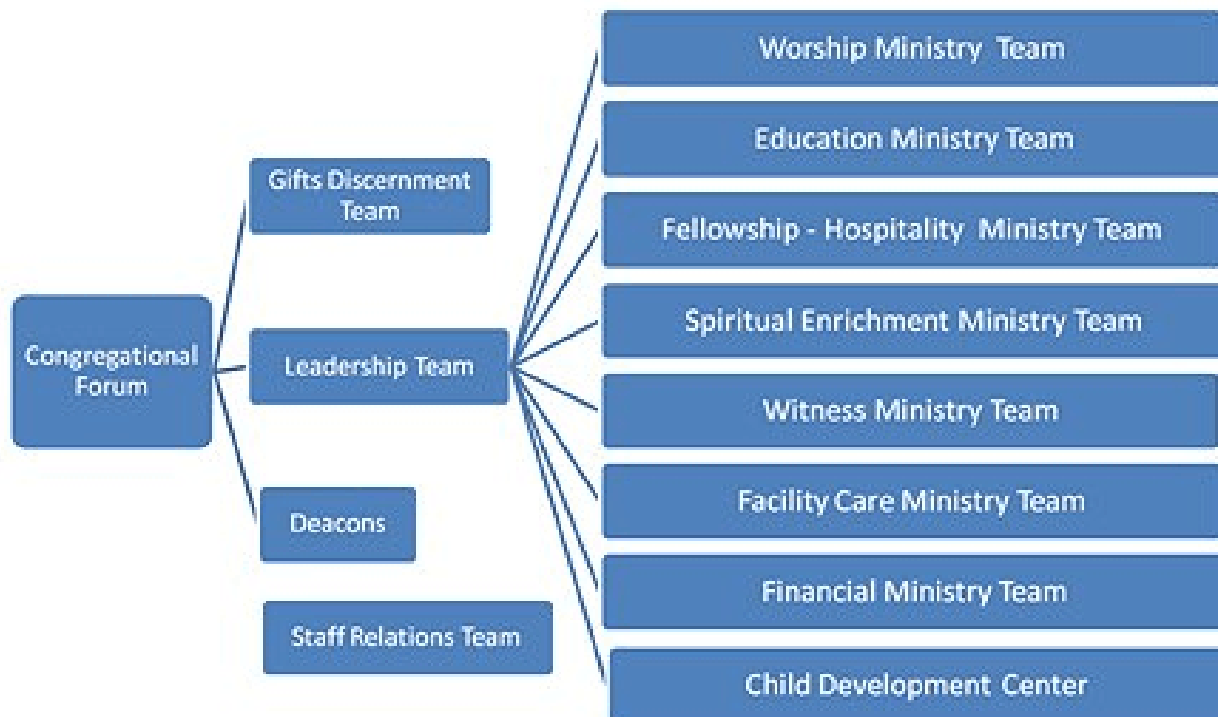 Congregational
Forum
Gifts Discernment
Team
Leadership Team
Deacons
Staff Relations Team
Worship Ministry Team
Education Ministry Team
Fellowship - Hospitality Ministry Team
Spiritual Enrichment Ministry Team
Witness Ministry Team
Facility Care Ministry Team
Financial Ministry Team
Child Development Center